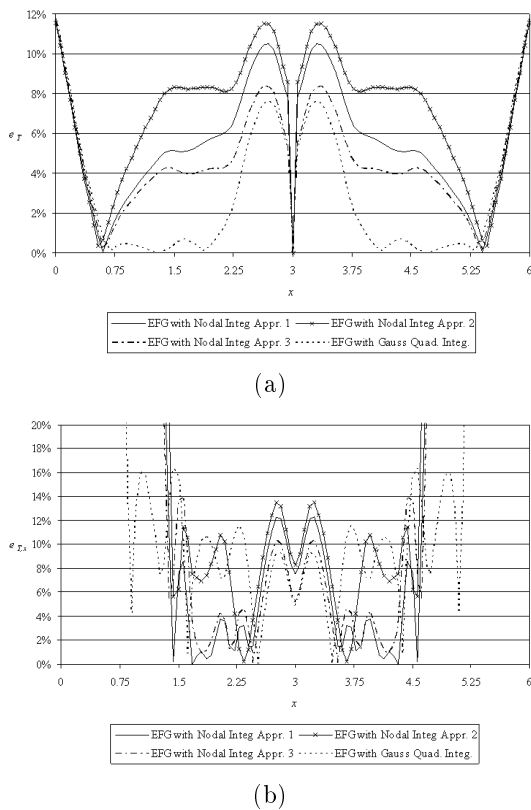 12%
10%
8%
6%
e T
4%
2%
0%
0 0.75 1.5 2.25 3 3.75 4.5 5.25 6
x
EFG with Nodal Integ Appr. 1 EFG with Nodal Integ Appr. 2
EFG with Nodal Integ Appr. 3 EFG with Gauss Quad. Integ.
(a)
20%
18%
16%
14%
12%
10%
e T,x
8%
6%
4%
2%
0%
0 0.75 1.5 2.25 3 3.75 4.5 5.25 6
x
EFG with Nodal Integ Appr. 1 EFG with Nodal Integ Appr. 2
EFG with Nodal Integ Appr. 3 EFG with Gauss Quad. Integ.
(b)